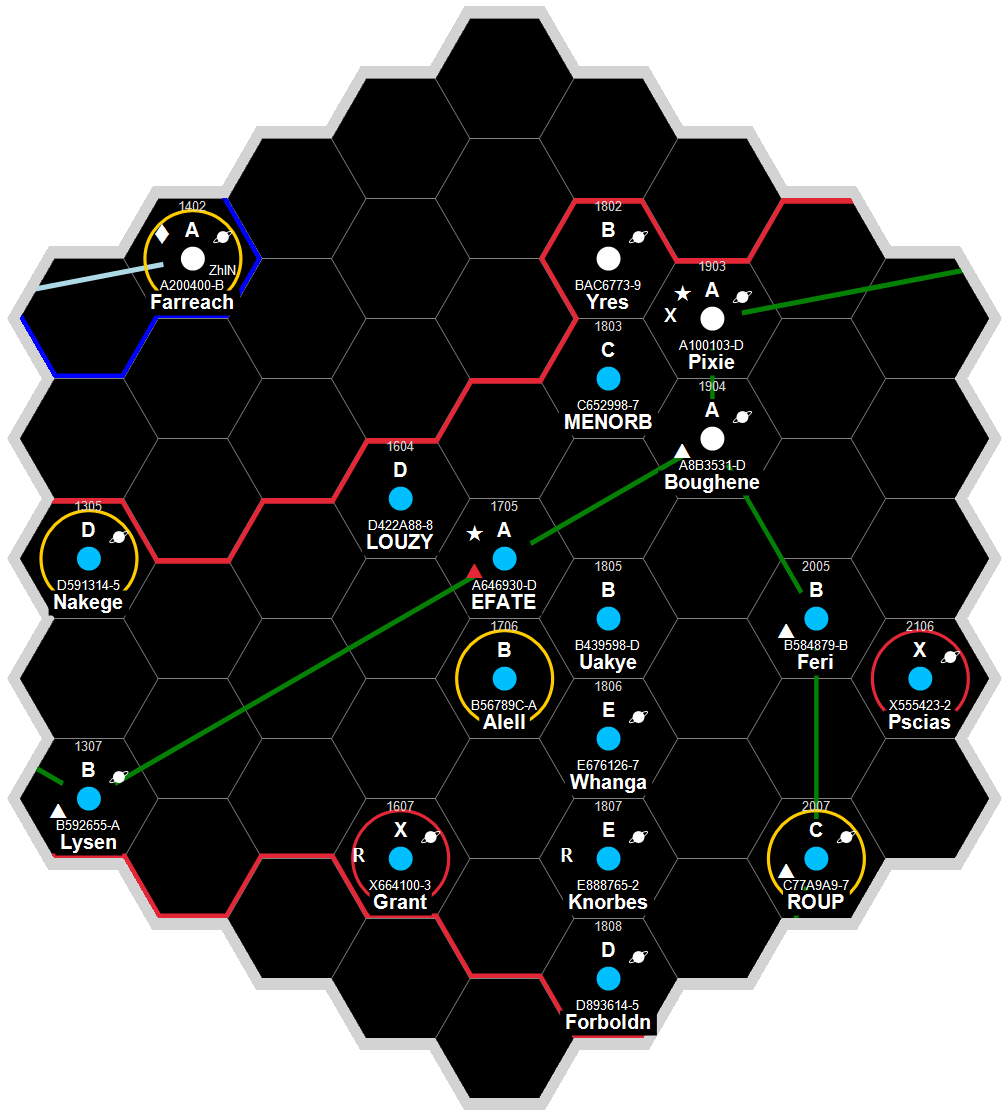 1402
A
ZhIN
A200400-B
Farreach
1802
B
BAC6773-9
Yres
1903
A
X
A100103-D
Pixie
1803
C
C652998-7
MENORB
1904
A
A8B3531-D
Boughene
1604
D
D422A88-8
LOUZY
1305
D
D591314-5
Nakege
1705
A
A646930-D
EFATE
1805
B
B439598-D
Uakye
2005
B
B584879-B
Feri
1706
B
B56789C-A
Alell
2106
X
X555423-2
Pscias
1806
E
E676126-7
Whanga
1307
B
B592655-A
Lysen
1607
X
R
X664100-3
Grant
1807
E
R
E888765-2
Knorbes
2007
C
C77A9A9-7
ROUP
1808
D
D893614-5
Forboldn